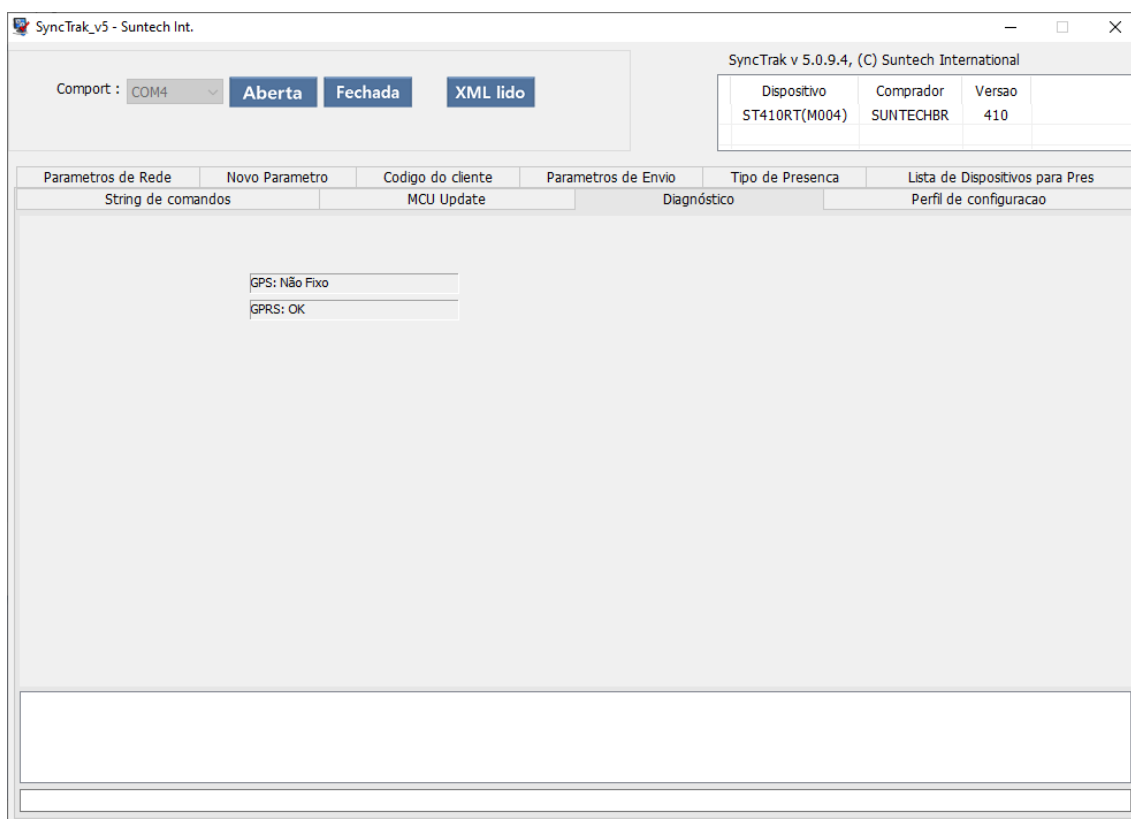 SyncTrak_v5 - Suntech Int.
SyncTrak v 5.0.9.4, (C) Suntech International
Comport : COM4 Aberta Fechada XML lido
Dispositivo Comprador Versao
ST410RT(M004) SUNTECHBR 410
Parametros de Rede Novo Parametro Codigo do cliente Parametros de Envio Tipo de Presenca Lista de Dispositivos para Pres
String de comandos MCU Update Diagnóstico Perfil de configuracao
GPS: Não Fixo
GPRS: OK